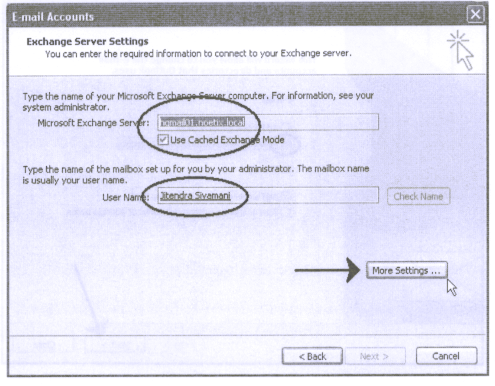 E-mail Accounts
Exchange Server Settings
You can enter the required information to connect to your Exchange server.
Type the name of your Microsoft Exchange Server computer. For information, see your
system administrator.
Microsoft Exchange Server:
Use Cached Exchange Mode
Type the name of the mailbox set up for you by your administrator. The mailbox name
is usually your user name.
User Name: Jitendra Sivamani Check Name
More Settings ...
< Back Next > Cancel